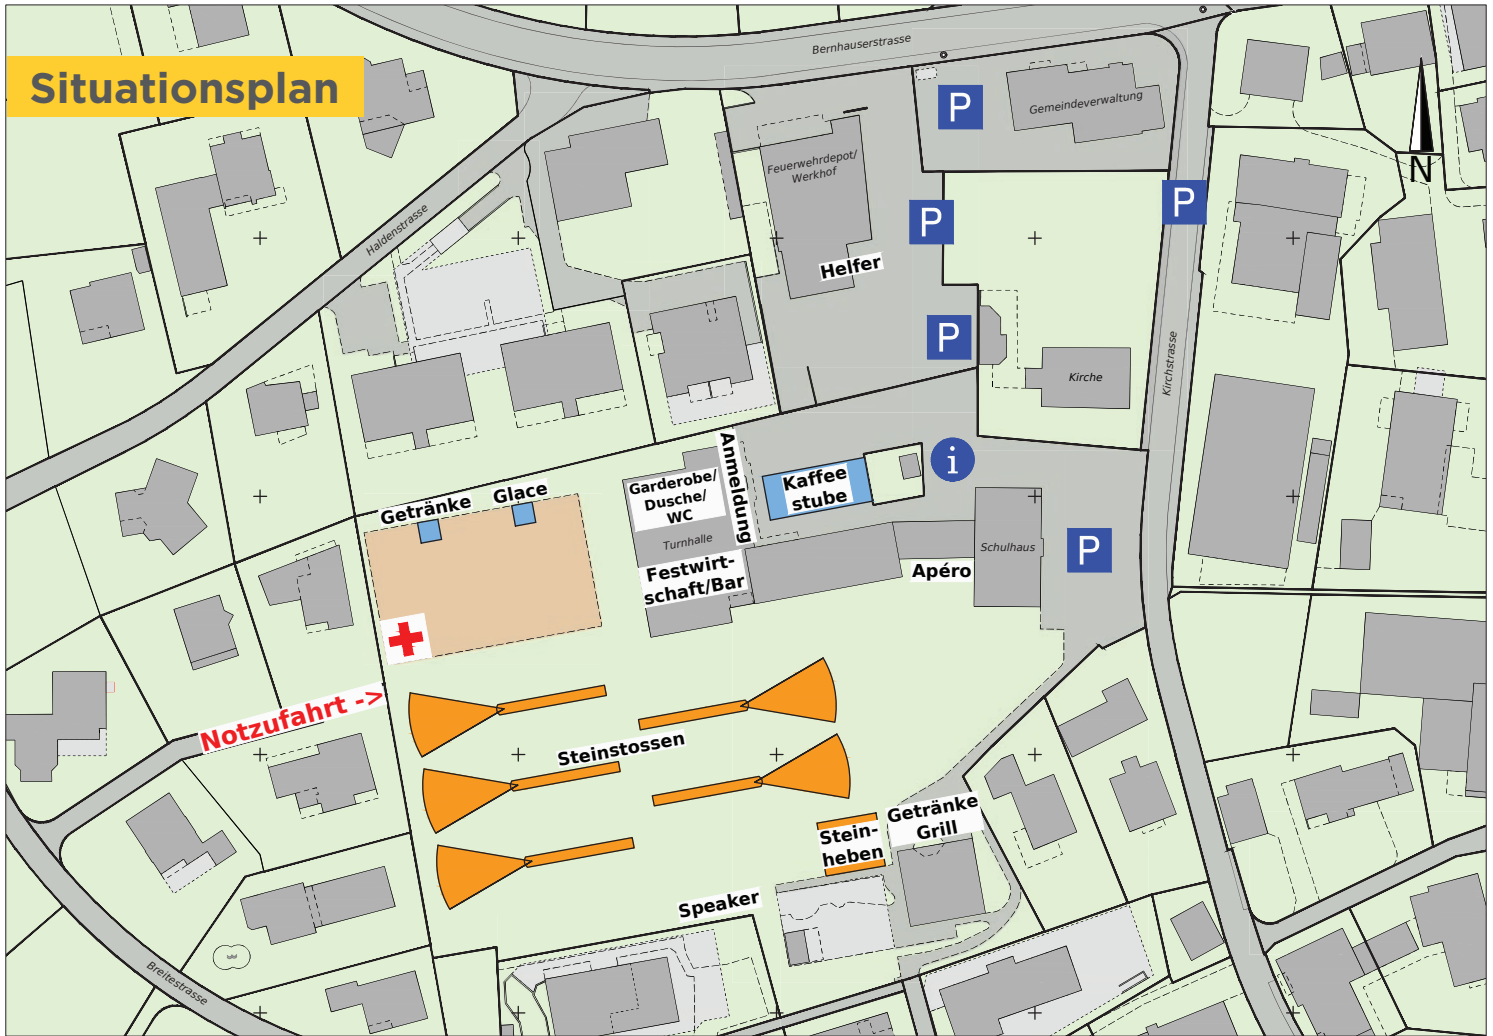 Situationsplan
Bernhauserstrasse
P
Gemeindeverwaltung
N
Feuerwehrdepot/
Werkhof
P
P
Haldenstrasse
Helfer
P
Kirche
Kirchstrasse
Anmeldung
i
Getränke
Glace
Garderobe/
Dusche/
WC
Kaffee
stube
Turnhalle
Schulhaus
P
Festwirt-
schaft/Bar
Apéro
Notzufahrt ->
Steinstossen
Getränke
Grill
Stein-
heben
Speaker
Breitestrasse